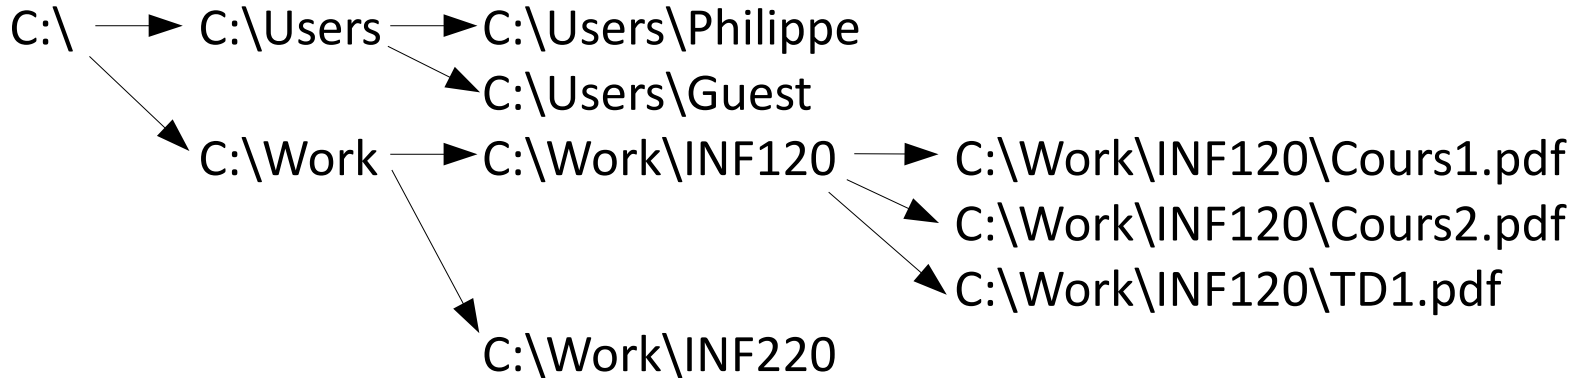 C:\ C:\Users C:\Users\Philippe
C:\Users\Guest
C:\Work C:\Work\INF120 C:\Work\INF120\Cours1.pdf
C:\Work\INF120\Cours2.pdf
C:\Work\INF120\TD1.pdf
C:\Work\INF220